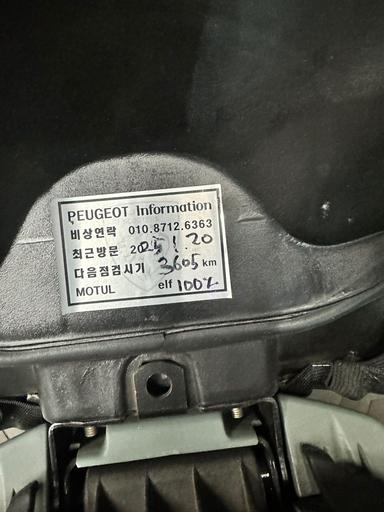 PEUGEOT Information
비상연락 010.8712.6363
최근방문 2025 1 20
다음점검시기 3605 km
MOTUL elf 100%